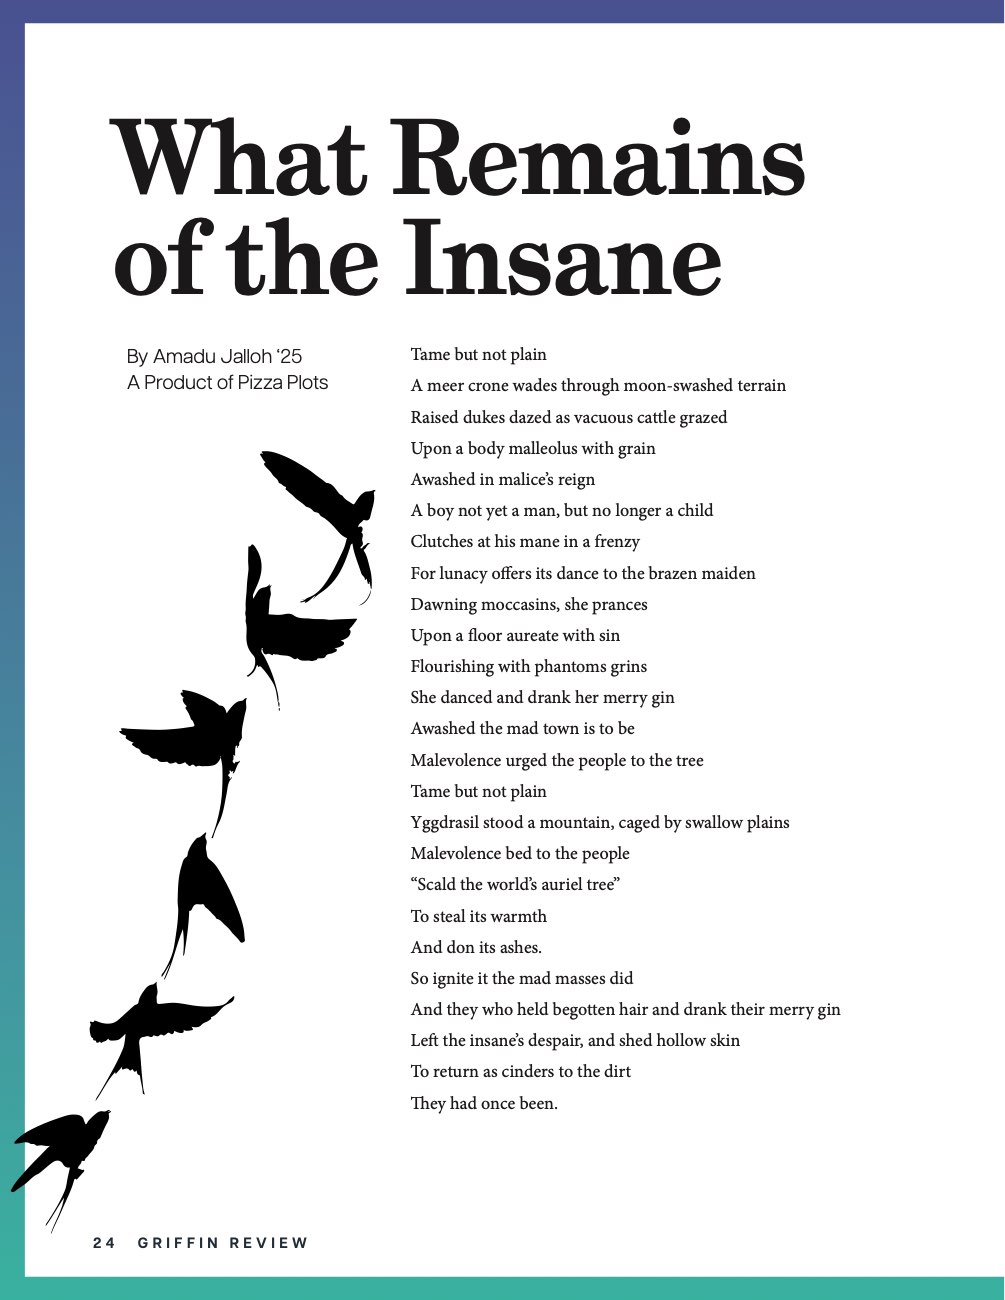 What Remains
of the Insane
By Amadu Jalloh ‘25
A Product of Pizza Plots
Tame but not plain
A meer crone wades through moon-swashed terrain
Raised dukes dazed as vacuous cattle grazed
Upon a body malleolus with grain
Awashed in malice’s reign
A boy not yet a man, but no longer a child
Clutches at his mane in a frenzy
For lunacy offers its dance to the brazen maiden
Dawning moccasins, she prances
Upon a floor aureate with sin
Flourishing with phantoms grins
She danced and drank her merry gin
Awashed the mad town is to be
Malevolence urged the people to the tree
Tame but not plain
Yggdrasil stood a mountain, caged by swallow plains
Malevolence bed to the people
“Scald the world’s auriel tree”
To steal its warmth
And don its ashes.
So ignite it the mad masses did
And they who held begotten hair and drank their merry gin
Left the insane’s despair, and shed hollow skin
To return as cinders to the dirt
They had once been.
24 GRIFFIN REVIEW